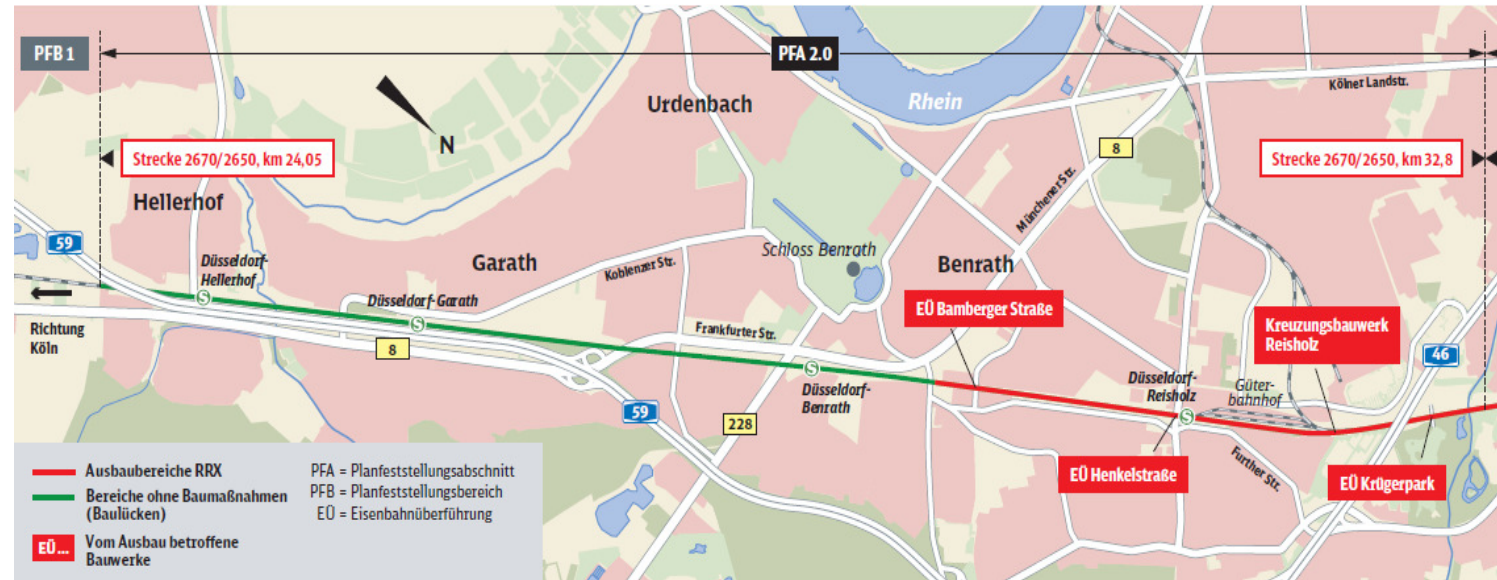 PFB 1
PFA 2.0
Kölner Landstr.
Urdenbach
Rhein
N
8
Strecke 2670/2650, km 24,05
Strecke 2670/2650, km 32,8
Hellerhof
Münchener Str.
59
Schloss Benrath
Düsseldorf-
Hellerhof
Garath
Koblenzer Str.
Benrath
Düsseldorf-Garath
S
S
EÜ Bamberger Straße
Richtung
Köln
Frankfurter Str.
Kreuzungsbauwerk
Reisholz
8
46
S
Düsseldorf-
Benrath
Düsseldorf-
Reisholz
Güter-
bahnhof
S
59
228
Further Str.
EÜ Henkelstraße
EÜ Krügerpark
Ausbaubereiche RRX
Bereiche ohne Baumaßnahmen
(Baulücken)
EÜ...
Vom Ausbau betroffene
Bauwerke
PFA = Planfeststellungsabschnitt
PFB = Planfeststellungsbereich
EÜ = Eisenbahnüberführung